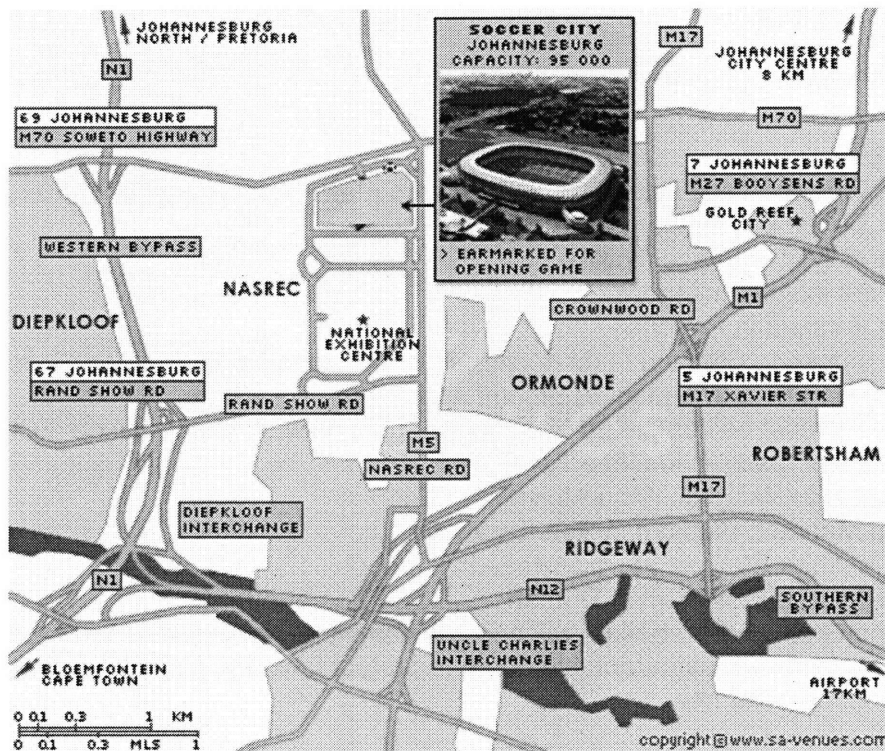 JOHANNESBURG
NORTH / PRETORIA
N1
SOCCER CITY
JOHANNESBURG
CAPACITY: 95 000
M17
JOHANNESBURG
CITY CENTRE
8 KM
69 JOHANNESBURG
M70 SOWETO HIGHWAY
M70
7 JOHANNESBURG
M27 BOOYSENS RD
GOLD REEF
CITY
WESTERN BYPASS
> EARMARKED FOR
OPENING GAME
NASREC
M1
CROWNWOOD RD
DIEPKLOOF
NATIONAL
EXHIBITION
CENTRE
67 JOHANNESBURG
RAND SHOW RD
ORMONDE
5 JOHANNESBURG
M17 XAVIER STR
RAND SHOW RD
M5
NASREC RD
ROBERTSHAM
M17
DIEPKLOOF
INTERCHANGE
RIDGEWAY
N1
N12
SOUTHERN
BYPASS
UNCLE CHARLIES
INTERCHANGE
BLOEMFONTEIN
CAPE TOWN
AIRPORT
17KM
0 0.1 0.3 1 KM
0 0.1 0.3 MLS 1
copyright@www.sa-venues.com